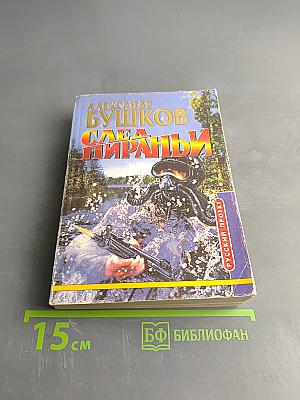 АЛЕКСАНДР
БУШКОВ
СЛЕД
ПИРАНЬИ
РУССКИЙ ПРОЕКТ
15 см
БФ БИБЛИОФАН